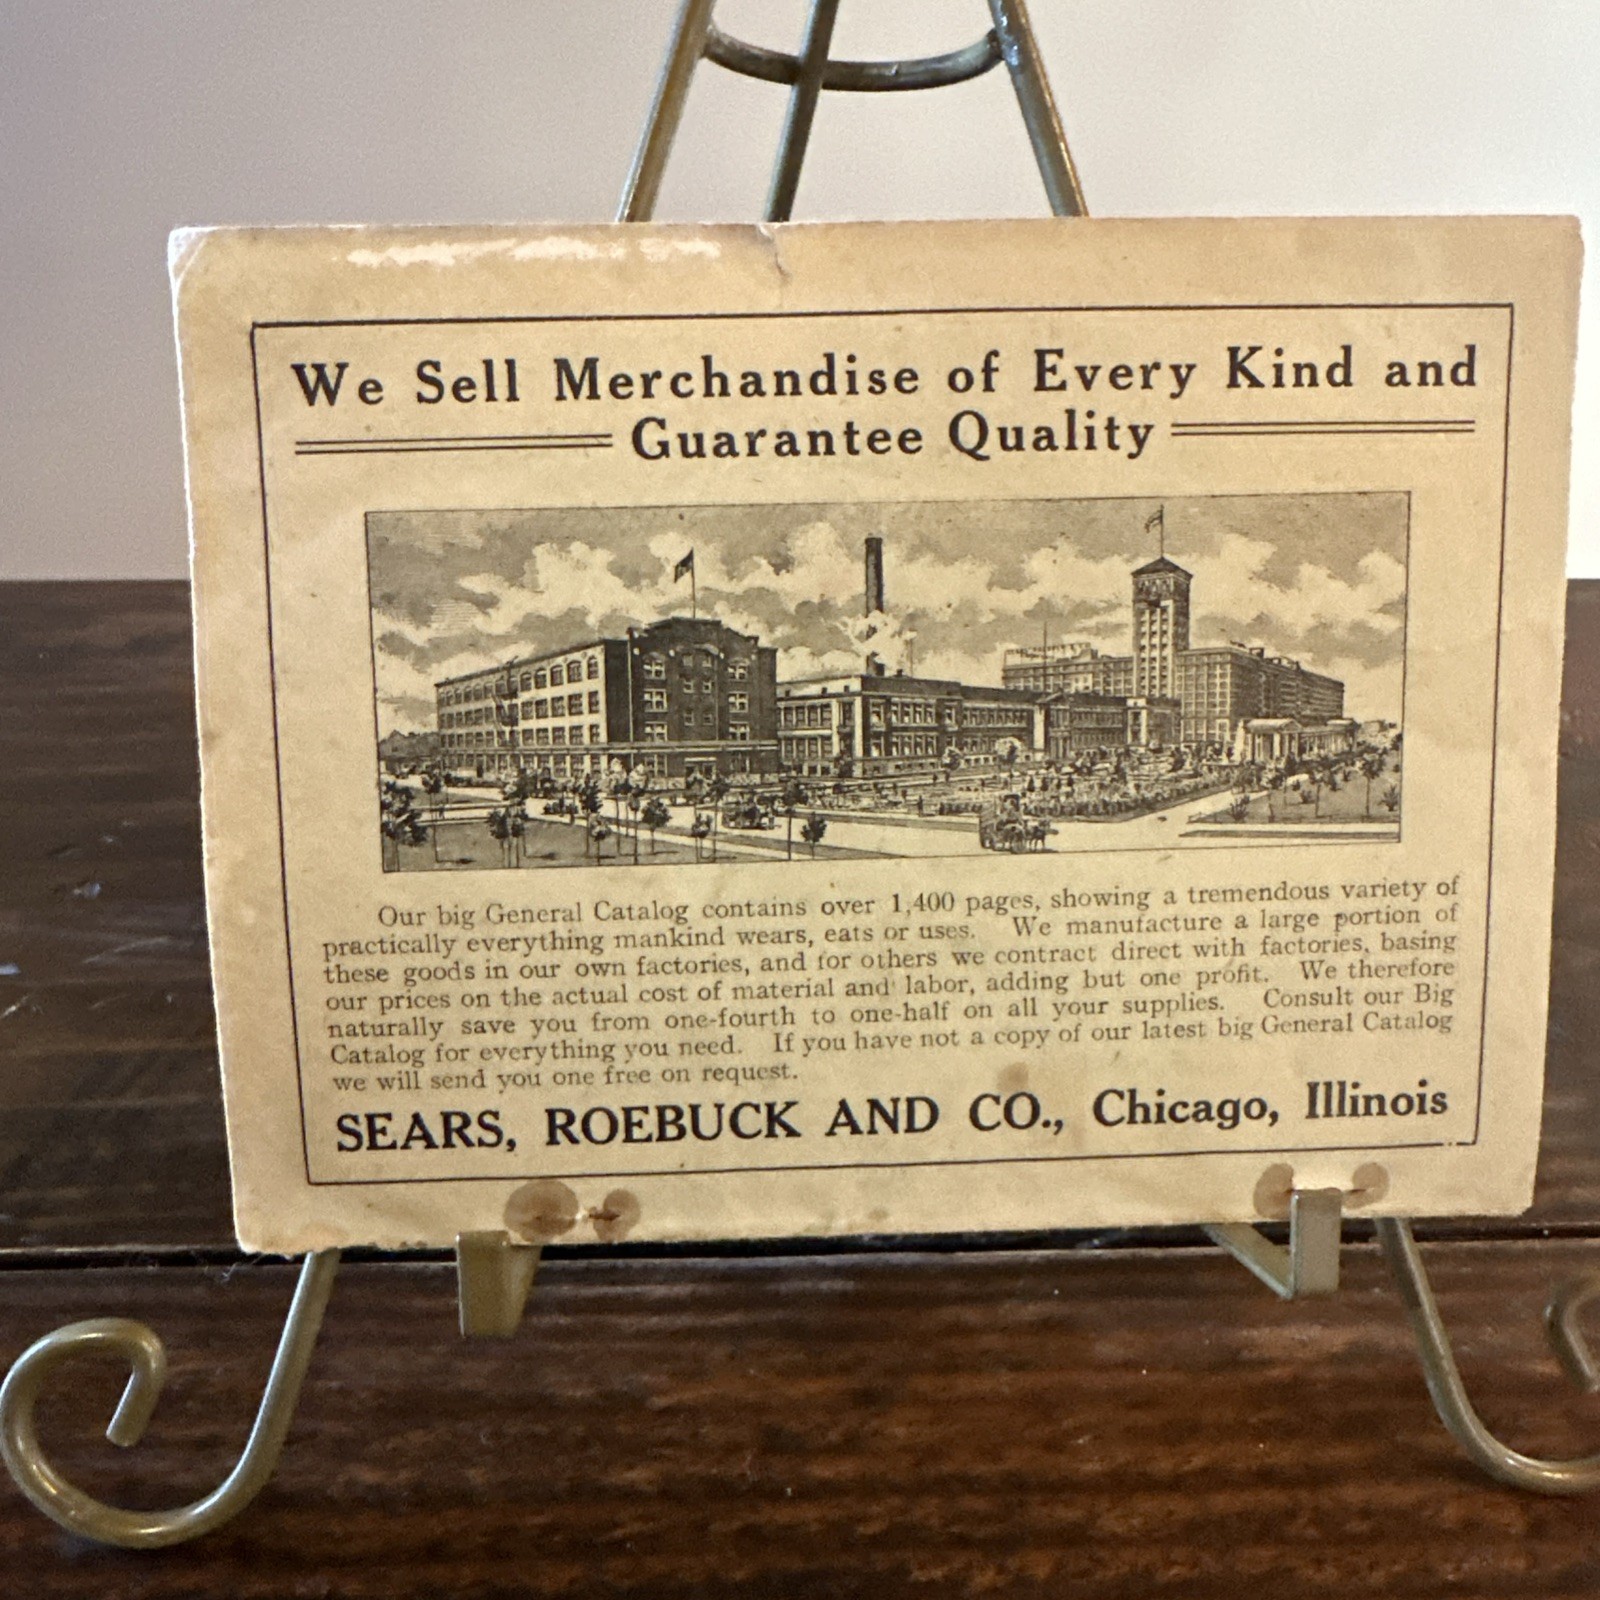 We Sell Merchandise of Every Kind and
Guarantee Quality
Our big General Catalog contains over 1,400 pages, showing a tremendous variety of
practically everything mankind wears, eats or uses. We manufacture a large portion of
these goods in our own factories, and for others we contract direct with factories, basing
our prices on the actual cost of material and labor, adding but one profit. We therefore
naturally save you from one-fourth to one-half on all your supplies. Consult our Big
Catalog for everything you need. If you have not a copy of our latest big General Catalog
we will send you one free on request.
SEARS, ROEBUCK AND CO., Chicago, Illinois